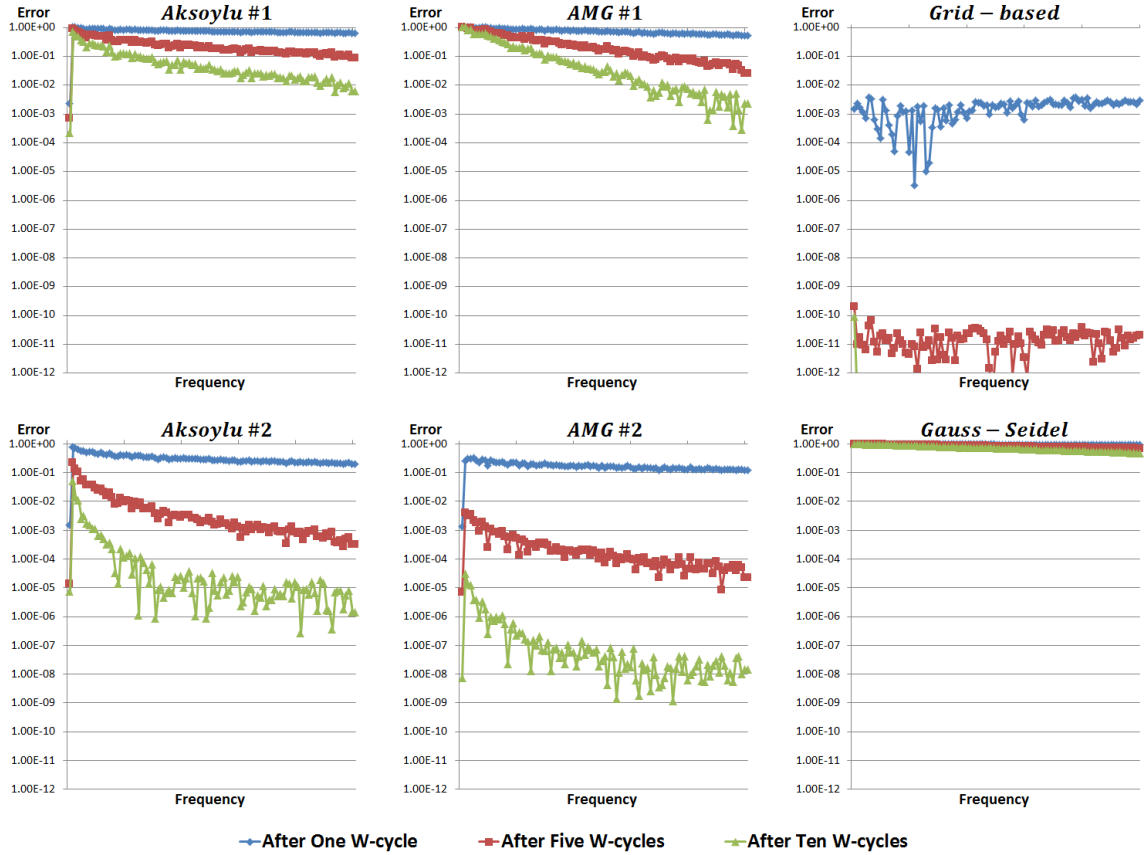 Error Aksoylu #1
1.00E+00
1.00E-01
1.00E-02
1.00E-03
1.00E-04
1.00E-05
1.00E-06
1.00E-07
1.00E-08
1.00E-09
1.00E-10
1.00E-11
1.00E-12
Frequency
Error AMG #1
1.00E+00
1.00E-01
1.00E-02
1.00E-03
1.00E-04
1.00E-05
1.00E-06
1.00E-07
1.00E-08
1.00E-09
1.00E-10
1.00E-11
1.00E-12
Frequency
Error Grid − based
1.00E+00
1.00E-01
1.00E-02
1.00E-03
1.00E-04
1.00E-05
1.00E-06
1.00E-07
1.00E-08
1.00E-09
1.00E-10
1.00E-11
1.00E-12
Frequency
Error Aksoylu #2
1.00E+00
1.00E-01
1.00E-02
1.00E-03
1.00E-04
1.00E-05
1.00E-06
1.00E-07
1.00E-08
1.00E-09
1.00E-10
1.00E-11
1.00E-12
Frequency
Error AMG #2
1.00E+00
1.00E-01
1.00E-02
1.00E-03
1.00E-04
1.00E-05
1.00E-06
1.00E-07
1.00E-08
1.00E-09
1.00E-10
1.00E-11
1.00E-12
Frequency
Error Gauss − Seidel
1.00E+00
1.00E-01
1.00E-02
1.00E-03
1.00E-04
1.00E-05
1.00E-06
1.00E-07
1.00E-08
1.00E-09
1.00E-10
1.00E-11
1.00E-12
Frequency
After One W-cycle After Five W-cycles After Ten W-cycles